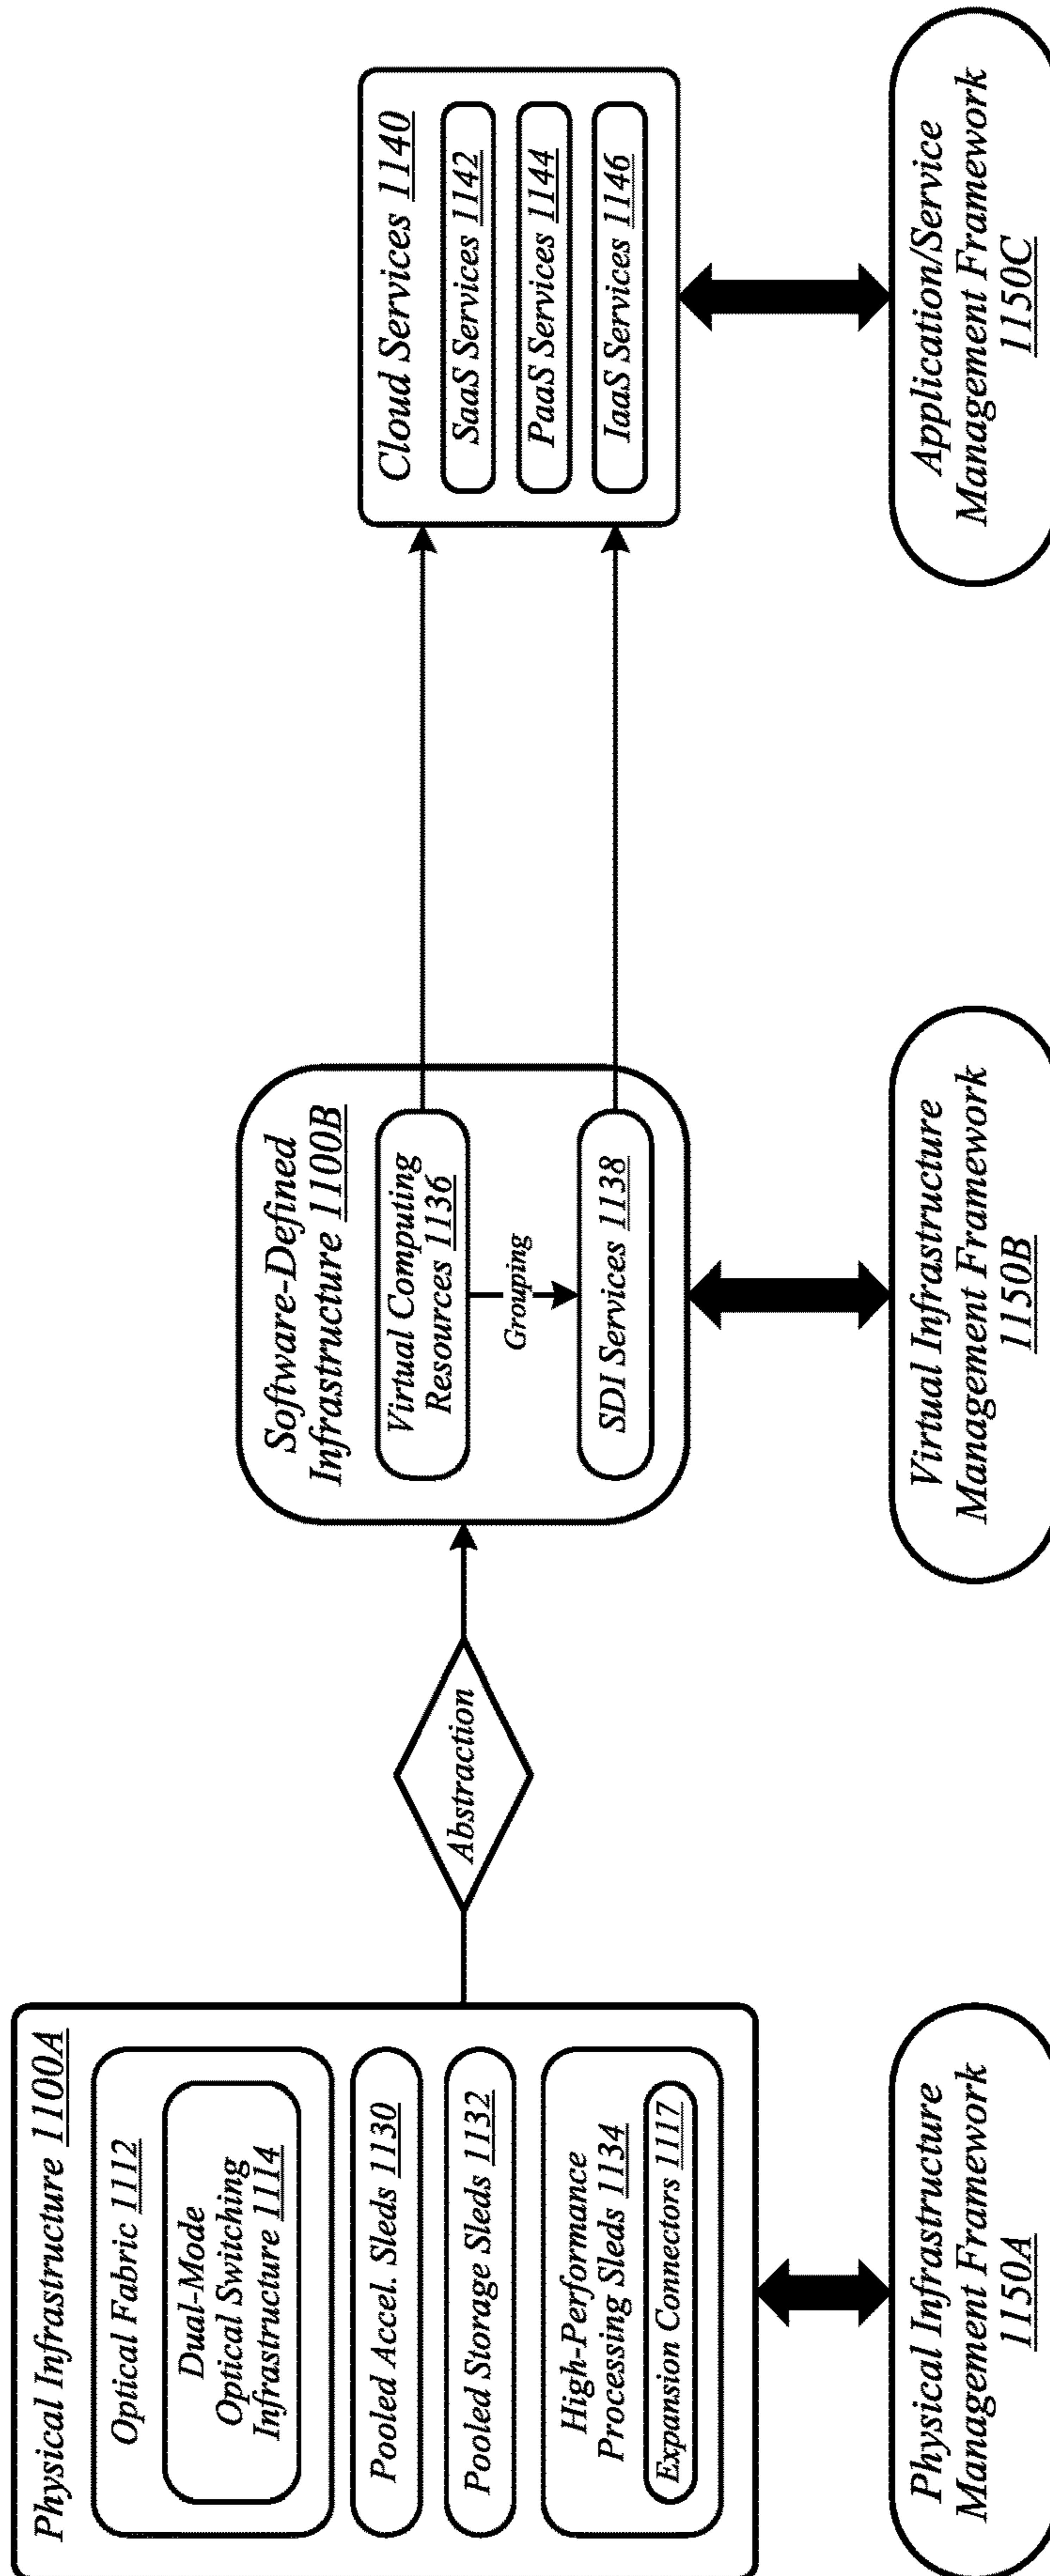 Physical Infrastructure 1100A
Optical Fabric 1112
Dual-Mode
Optical Switching
Infrastructure 1114
Pooled Accel. Sleds 1130
Pooled Storage Sleds 1132
High-Performance
Processing Sleds 1134
Expansion Connectors 1117
Physical Infrastructure
Management Framework
1150A
Abstraction
Software-Defined
Infrastructure 1100B
Virtual Computing
Resources 1136
Grouping
SDI Services 1138
Virtual Infrastructure
Management Framework
1150B
Cloud Services 1140
SaaS Services 1142
PaaS Services 1144
IaaS Services 1146
Application/Service
Management Framework
1150C